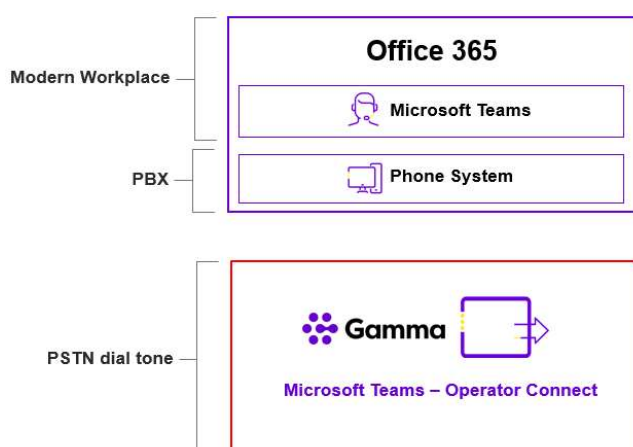 Office 365
Modern Workplace
Microsoft Teams
PBX
Phone System
Gamma
PSTN dial tone
Microsoft Teams – Operator Connect